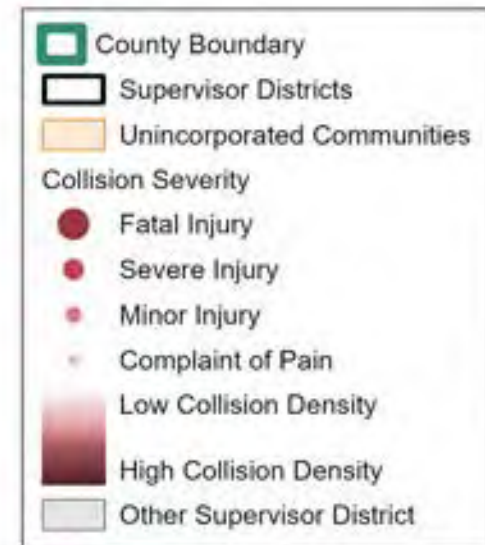 County Boundary
Supervisor Districts
Unincorporated Communities
Collision Severity
Fatal Injury
Severe Injury
Minor Injury
Complaint of Pain
Low Collision Density
High Collision Density
Other Supervisor District